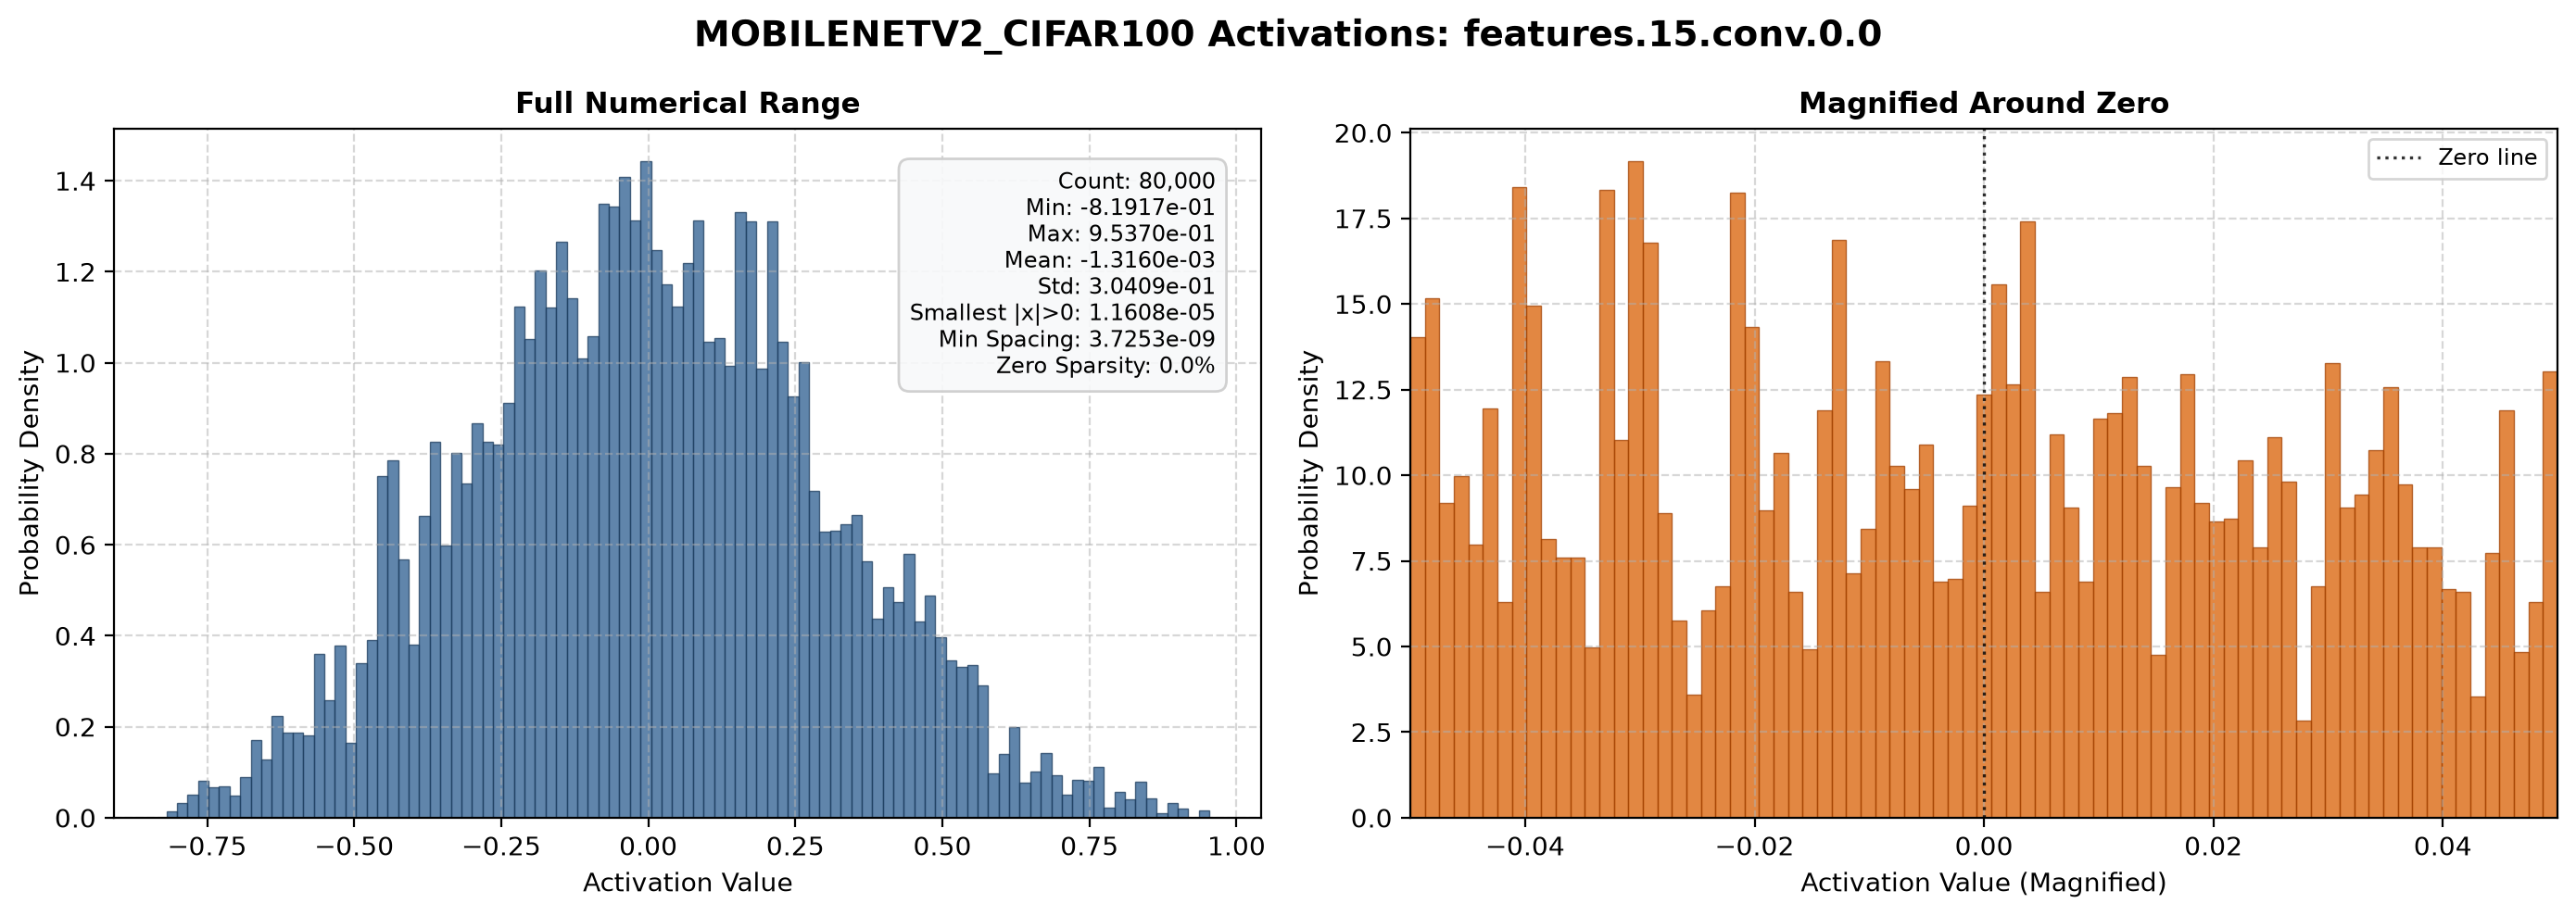 MOBILENETV2_CIFAR100 Activations: features.15.conv.0.0
Full Numerical Range
Probability Density
1.4
1.2
1.0
0.8
0.6
0.4
0.2
0.0
Count: 80,000
Min: -8.1917e-01
Max: 9.5370e-01
Mean: -1.3160e-03
Std: 3.0409e-01
Smallest |x|>0: 1.1608e-05
Min Spacing: 3.7253e-09
Zero Sparsity: 0.0%
−0.75 −0.50 −0.25 0.00 0.25 0.50 0.75 1.00
Activation Value
Magnified Around Zero
Probability Density
20.0
17.5
15.0
12.5
10.0
7.5
5.0
2.5
0.0
Zero line
−0.04 −0.02 0.00 0.02 0.04
Activation Value (Magnified)